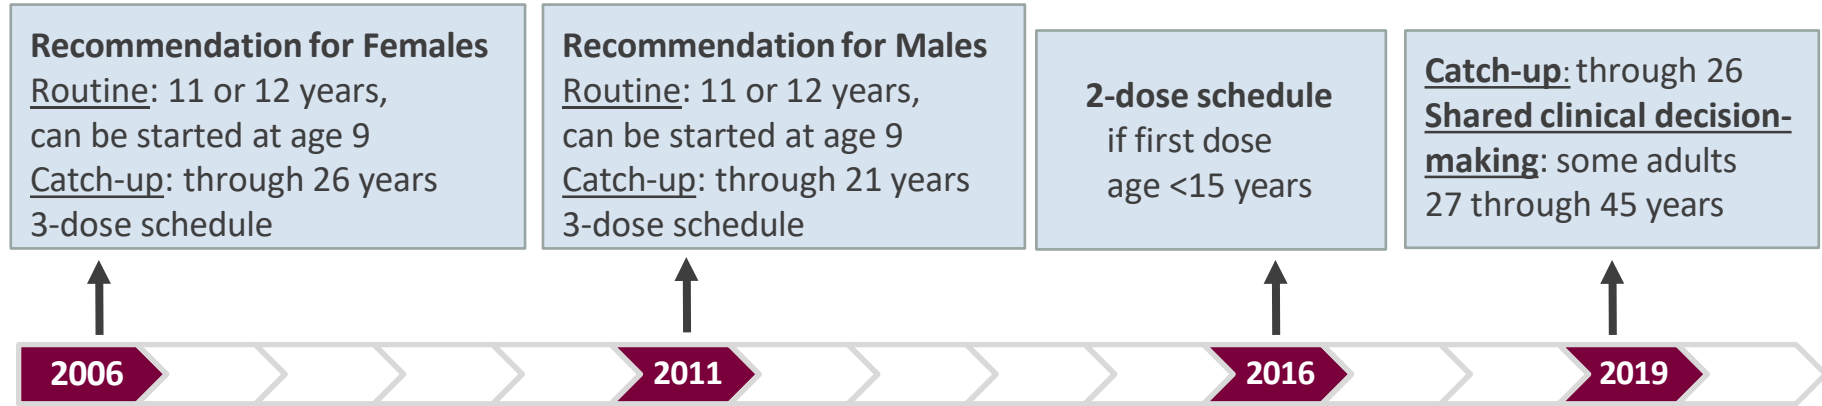 Recommendation for Females
Routine: 11 or 12 years,
can be started at age 9
Catch-up: through 26 years
3-dose schedule
Recommendation for Males
Routine: 11 or 12 years,
can be started at age 9
Catch-up: through 21 years
3-dose schedule
2-dose schedule
if first dose
age <15 years
Catch-up: through 26
Shared clinical decision-
making: some adults
27 through 45 years
2006
2011
2016
2019